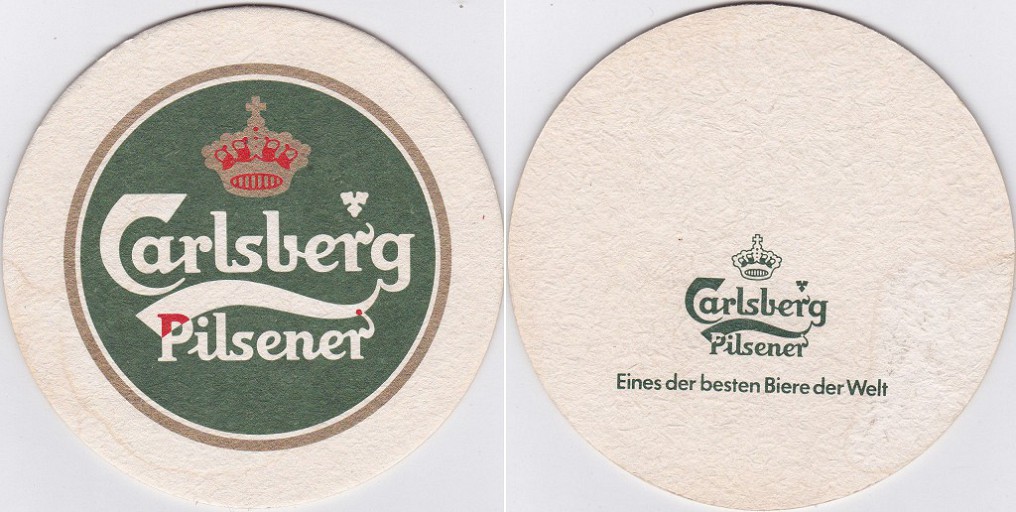 Carlsberg
Pilsener
Carlsberg
Pilsener
Eines der besten Biere der Welt